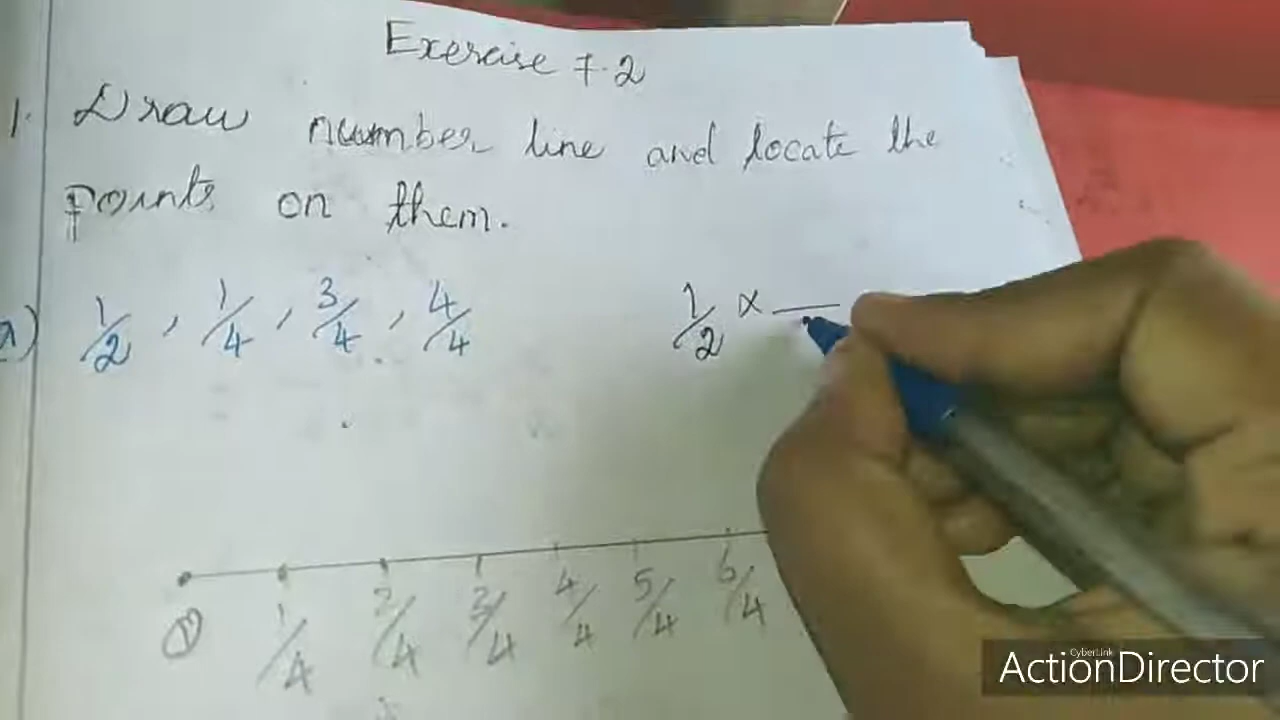 Exercise 7.2
1. Draw number line and locate the
points on them.
a) 1/2, 1/4, 3/4, 4/4
1/2 ×
0 1/4 2/4 3/4 4/4 5/4 6/4
CyberLink
ActionDirector